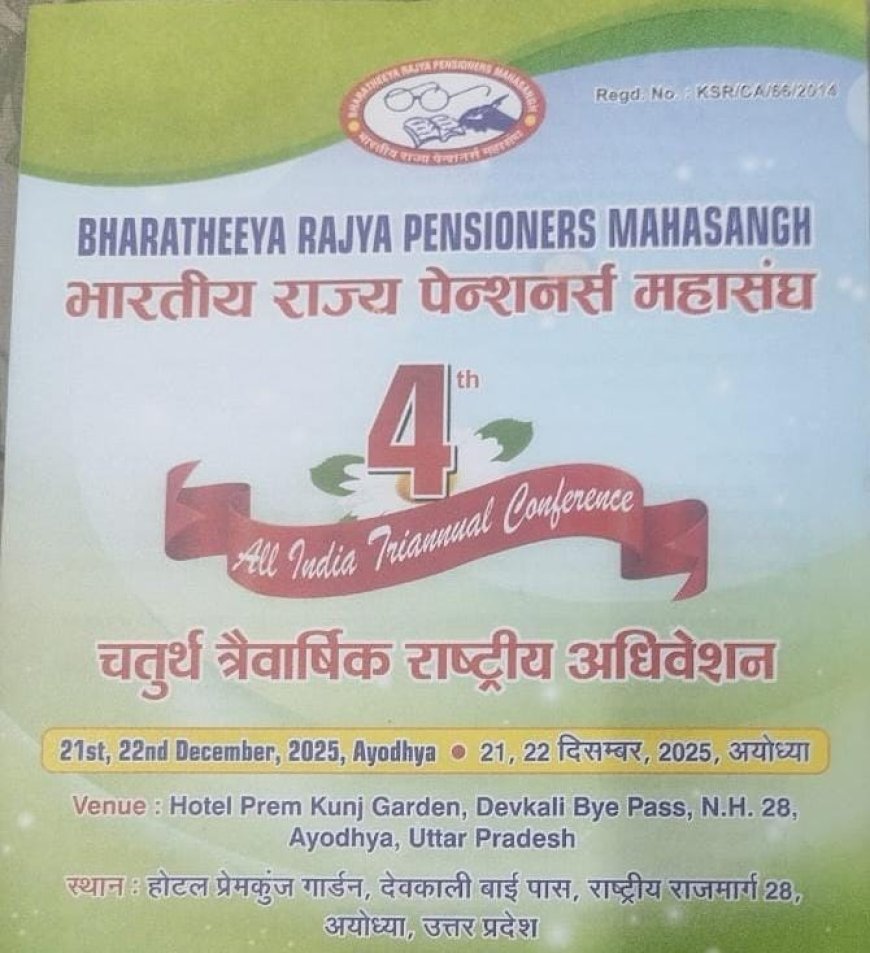 BHARATHEEYA RAJYA PENSIONERS MAHASANGH
भारतीय राज्य पेन्शनर्स महासंघ
Regd. No. : KSR/CA/66/2014
BHARATHEEYA RAJYA PENSIONERS MAHASANGH
भारतीय राज्य पेन्शनर्स महासंघ
4th
All India Triannual Conference
चतुर्थ त्रैवार्षिक राष्ट्रीय अधिवेशन
21st, 22nd December, 2025, Ayodhya • 21, 22 दिसम्बर, 2025, अयोध्या
Venue : Hotel Prem Kunj Garden, Devkali Bye Pass, N.H. 28,
Ayodhya, Uttar Pradesh
स्थान : होटल प्रेमकुंज गार्डन, देवकाली बाई पास, राष्ट्रीय राजमार्ग 28,
अयोध्या, उत्तर प्रदेश